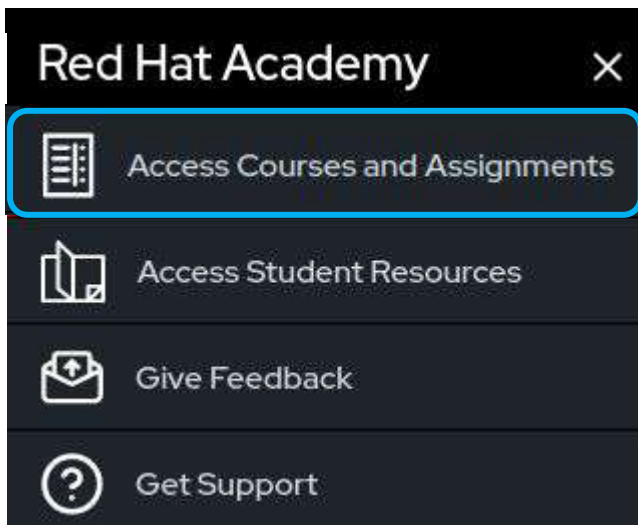 Red Hat Academy
Access Courses and Assignments
Access Student Resources
Give Feedback
Get Support